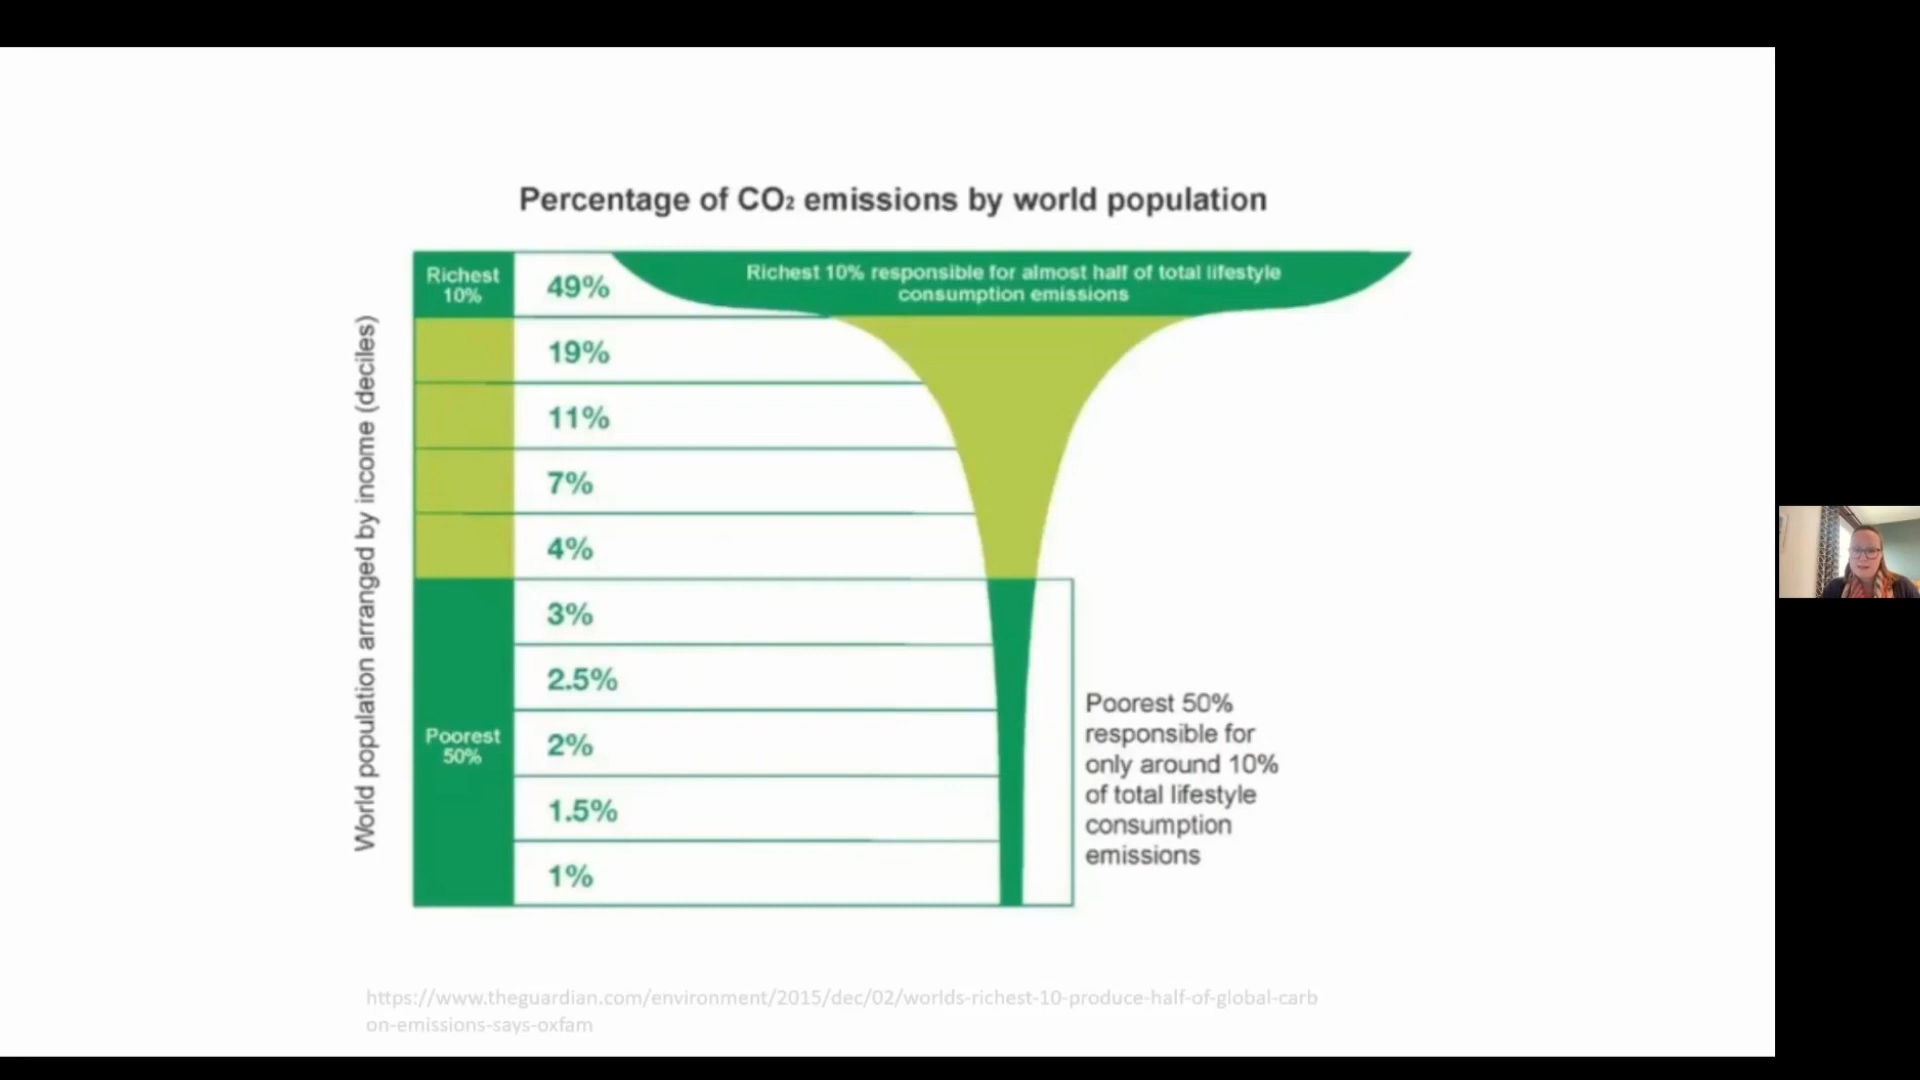 Percentage of CO₂ emissions by world population
World population arranged by income (deciles)
Richest
10%
49%
Richest 10% responsible for almost half of total lifestyle
consumption emissions
19%
11%
7%
4%
3%
2.5%
Poorest
50%
2%
1.5%
1%
Poorest 50%
responsible for
only around 10%
of total lifestyle
consumption
emissions
https://www.theguardian.com/environment/2015/dec/02/worlds-richest-10-produce-half-of-global-carb
on-emissions-says-oxfam